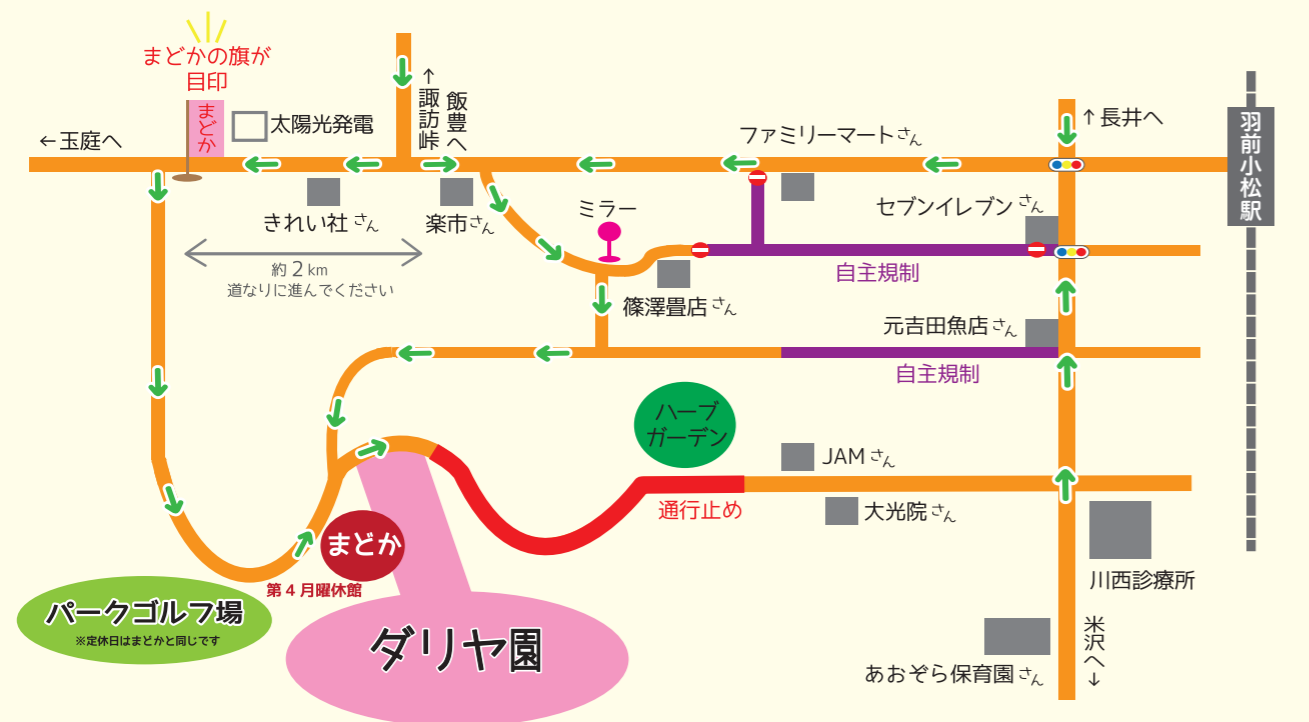 まどかの旗が
目印
まどか
太陽光発電
←玉庭へ
↑諏訪峠
飯豊へ
ファミリーマートさん
↑長井へ
羽前小松駅
きれい社さん
楽市さん
ミラー
セブンイレブンさん
約2km
道なりに進んでください
自主規制
篠澤畳店さん
元吉田魚店さん
自主規制
ハーブ
ガーデン
JAMさん
通行止め
大光院さん
まどか
第4月曜休館
川西診療所
パークゴルフ場
※定休日はまどかと同じです
ダリヤ園
あおぞら保育園さん
米沢へ↓